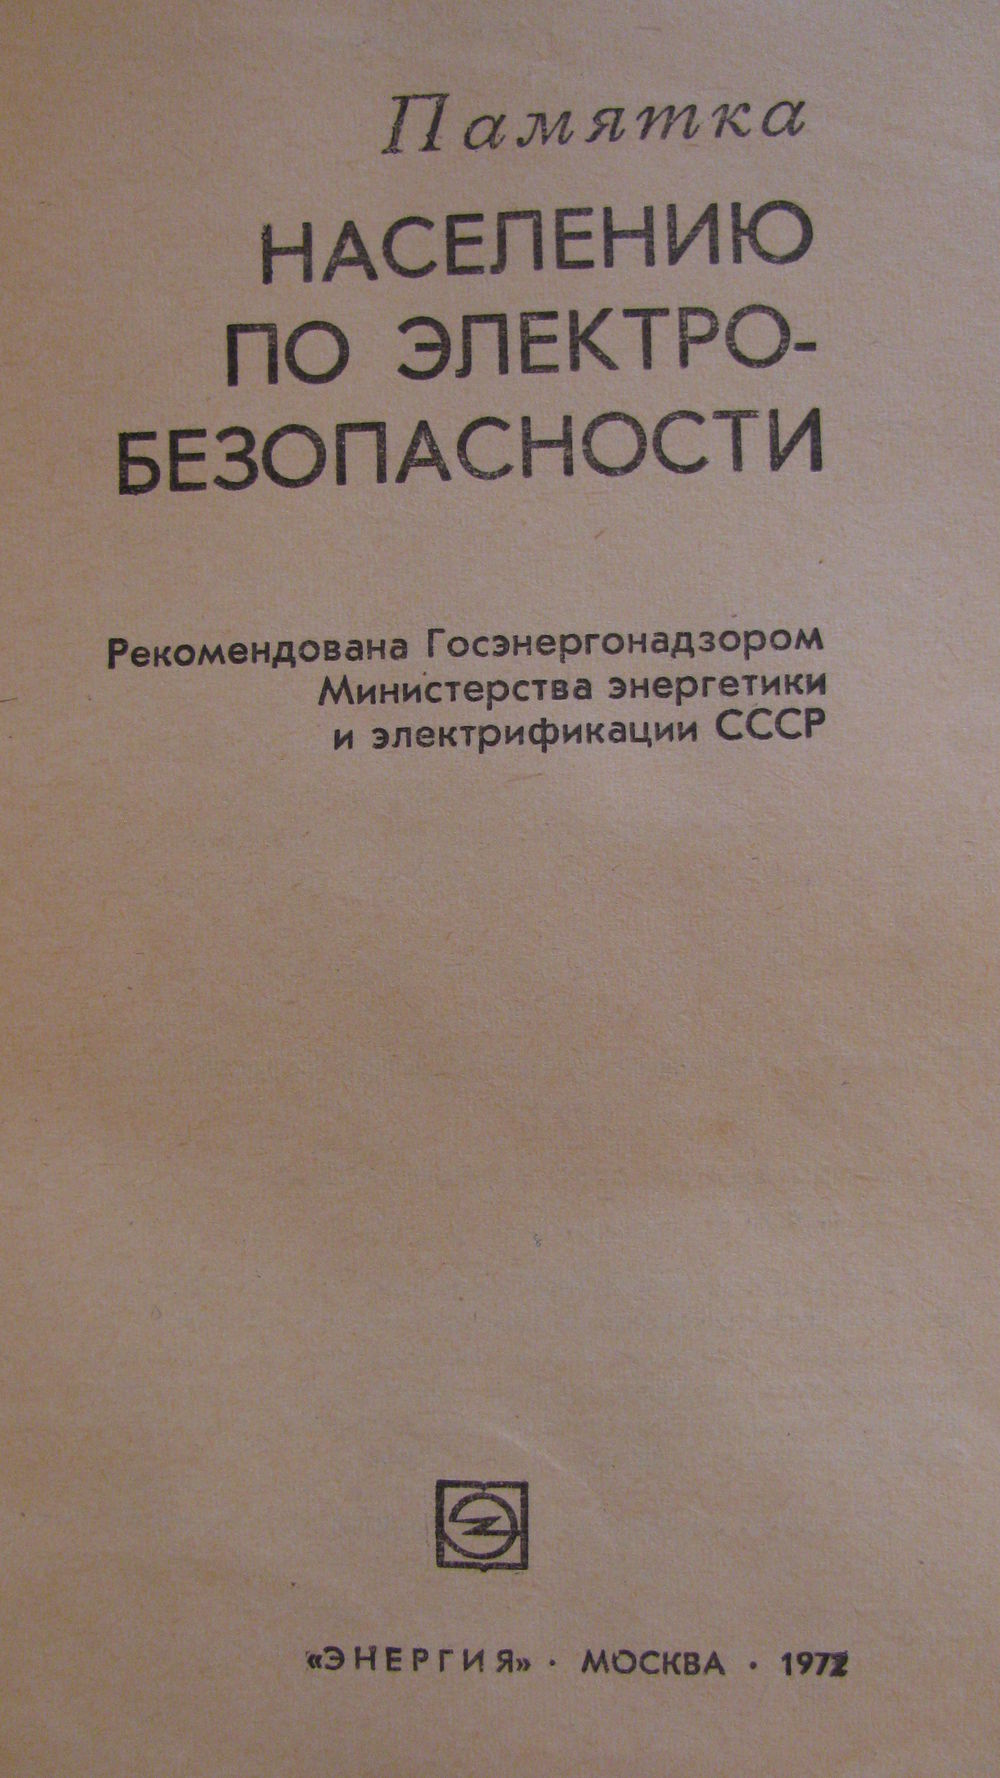 Памятка
НАСЕЛЕНИЮ
ПО ЭЛЕКТРО-
БЕЗОПАСНОСТИ
Рекомендована Госэнергонадзором
Министерства энергетики
и электрификации СССР
«ЭНЕРГИЯ» · МОСКВА · 1972